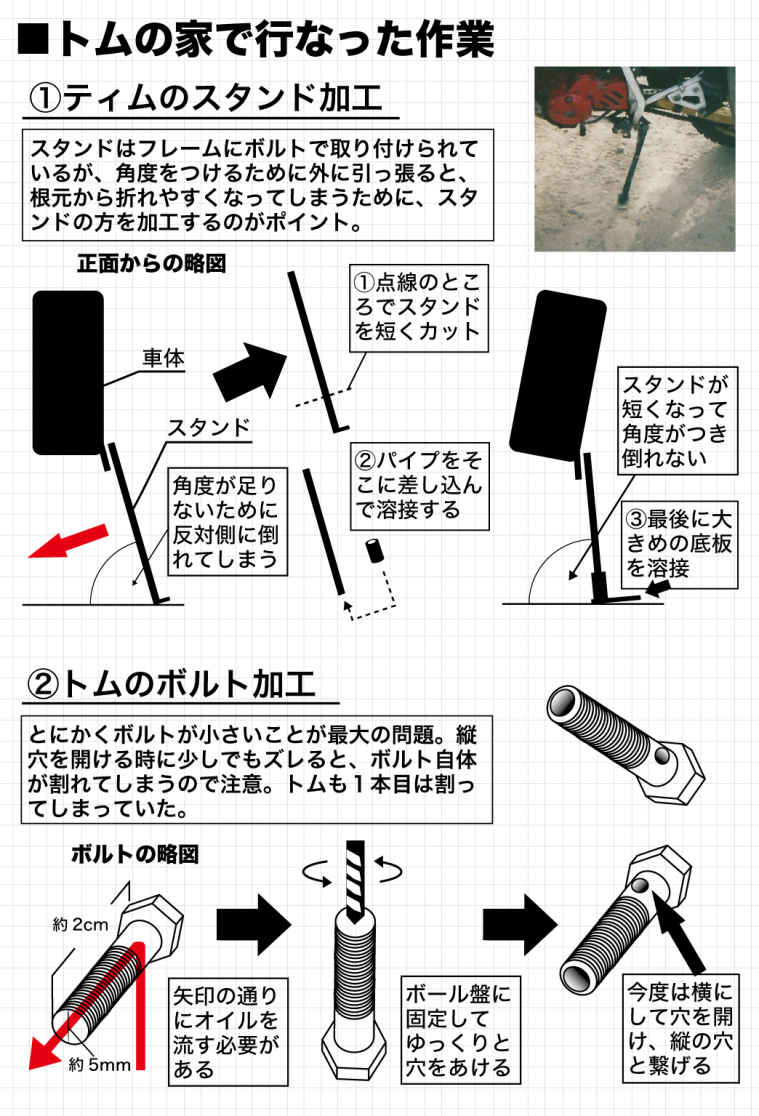 ■トムの家で行なった作業
①ティムのスタンド加工
スタンドはフレームにボルトで取り付けられて
いるが、角度をつけるために外に引っ張ると、
根元から折れやすくなってしまうために、スタ
ンドの方を加工するのがポイント。
正面からの略図
車体
スタンド
角度が足り
ないために
反対側に倒
れてしまう
①点線のとこ
ろでスタンド
を短くカット
②パイプをそ
こに差し込ん
で溶接する
スタンドが
短くなって
角度がつき
倒れない
③最後に大
きめの底板
を溶接
②トムのボルト加工
とにかくボルトが小さいことが最大の問題。縦
穴を開ける時に少しでもズレると、ボルト自体
が割れてしまうので注意。トムも１本目は割っ
てしまっていた。
ボルトの略図
約2cm
約5mm
矢印の通り
にオイルを
流す必要が
ある
ボール盤に
固定して
ゆっくりと
穴をあける
今度は横に
して穴を開
け、縦の穴
と繋げる